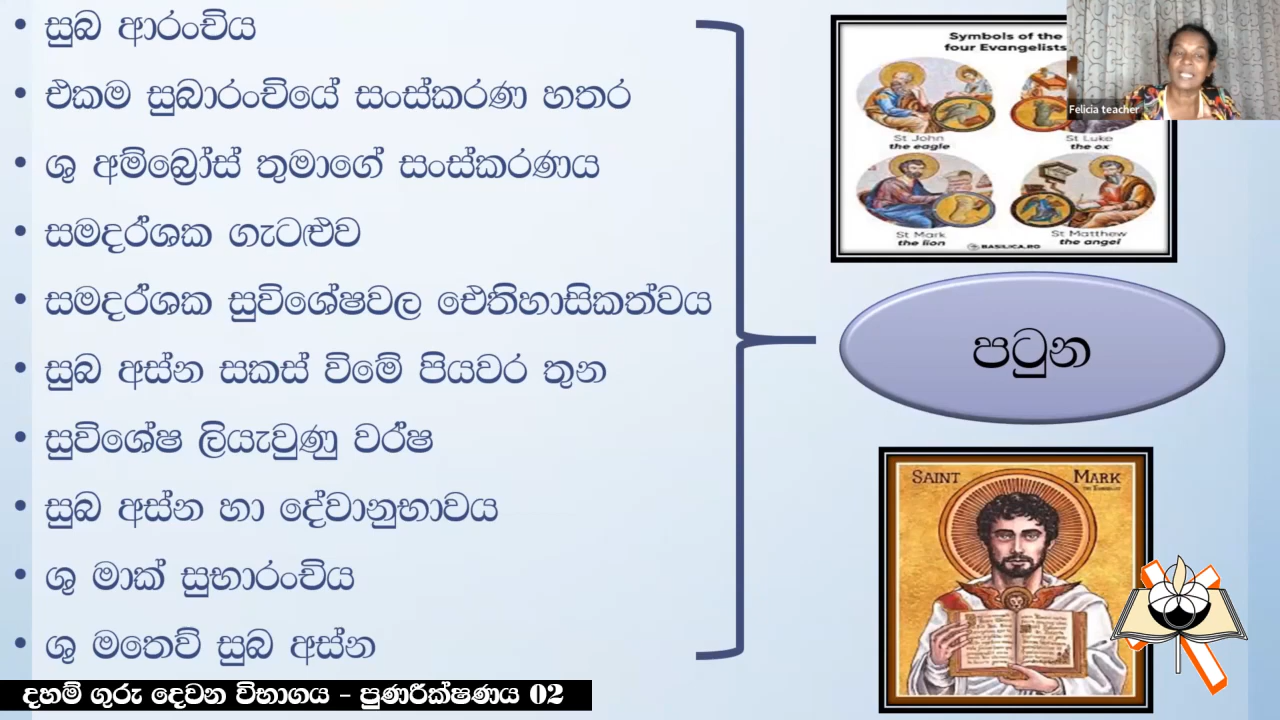 සුබ ආරංචිය
එකම සුබාරංචියේ සංස්කරණ හතර
ශු අම්බ්‍රෝස් තුමාගේ සංස්කරණය
සමදර්ශක ගැටළුව
සමදර්ශක සුවිශේෂවල ඓතිහාසිකත්වය
සුබ අස්න සකස් විමේ පියවර තුන
සුවිශේෂ ලියැවුණු වර්ෂ
සුබ අස්න හා දේවානුභාවය
ශු මාක් සුභාරංචිය
ශු මතෙව් සුබ අස්න
Symbols of the
four Evangelists
Felicia teacher
St John
the eagle
St Luke
the ox
St Mark
the lion
St Matthew
the angel
BASILICA.RO
පටුන
SAINT MARK
දහම් ගුරු දෙවන විභාගය - පුණරීක්ෂණය 02